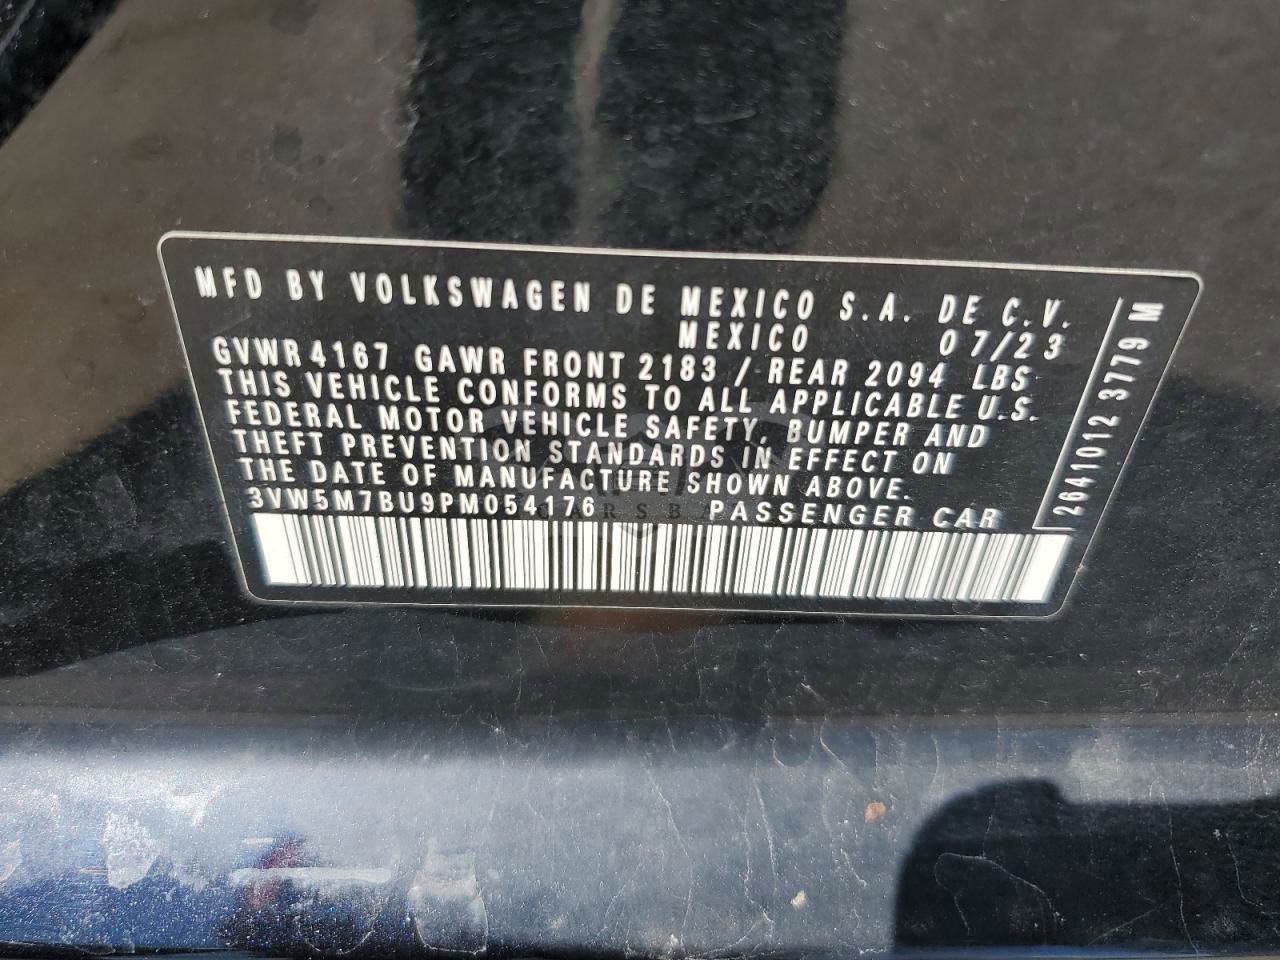 MFD BY VOLKSWAGEN DE MEXICO S.A. DE C.V.
MEXICO 07/23
GVWR 4167 GAWR FRONT 2183 / REAR 2094 LBS
THIS VEHICLE CONFORMS TO ALL APPLICABLE U.S.
FEDERAL MOTOR VEHICLE SAFETY, BUMPER AND
THEFT PREVENTION STANDARDS IN EFFECT ON
THE DATE OF MANUFACTURE SHOWN ABOVE.
3VW5M7BU9PM054176 PASSENGER CAR
2641012 3779 M